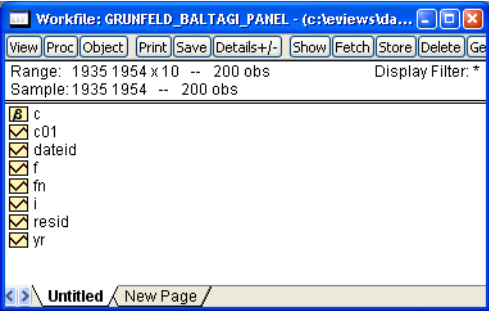 Workfile: GRUNFELD_BALTAGI_PANEL - (c:\eviews\da...
View Proc Object Print Save Details+/- Show Fetch Store Delete Ge
Range: 1935 1954 x 10 -- 200 obs Display Filter: *
Sample: 1935 1954 -- 200 obs
β c
c01
dateid
f
fn
i
resid
yr
< > Untitled New Page